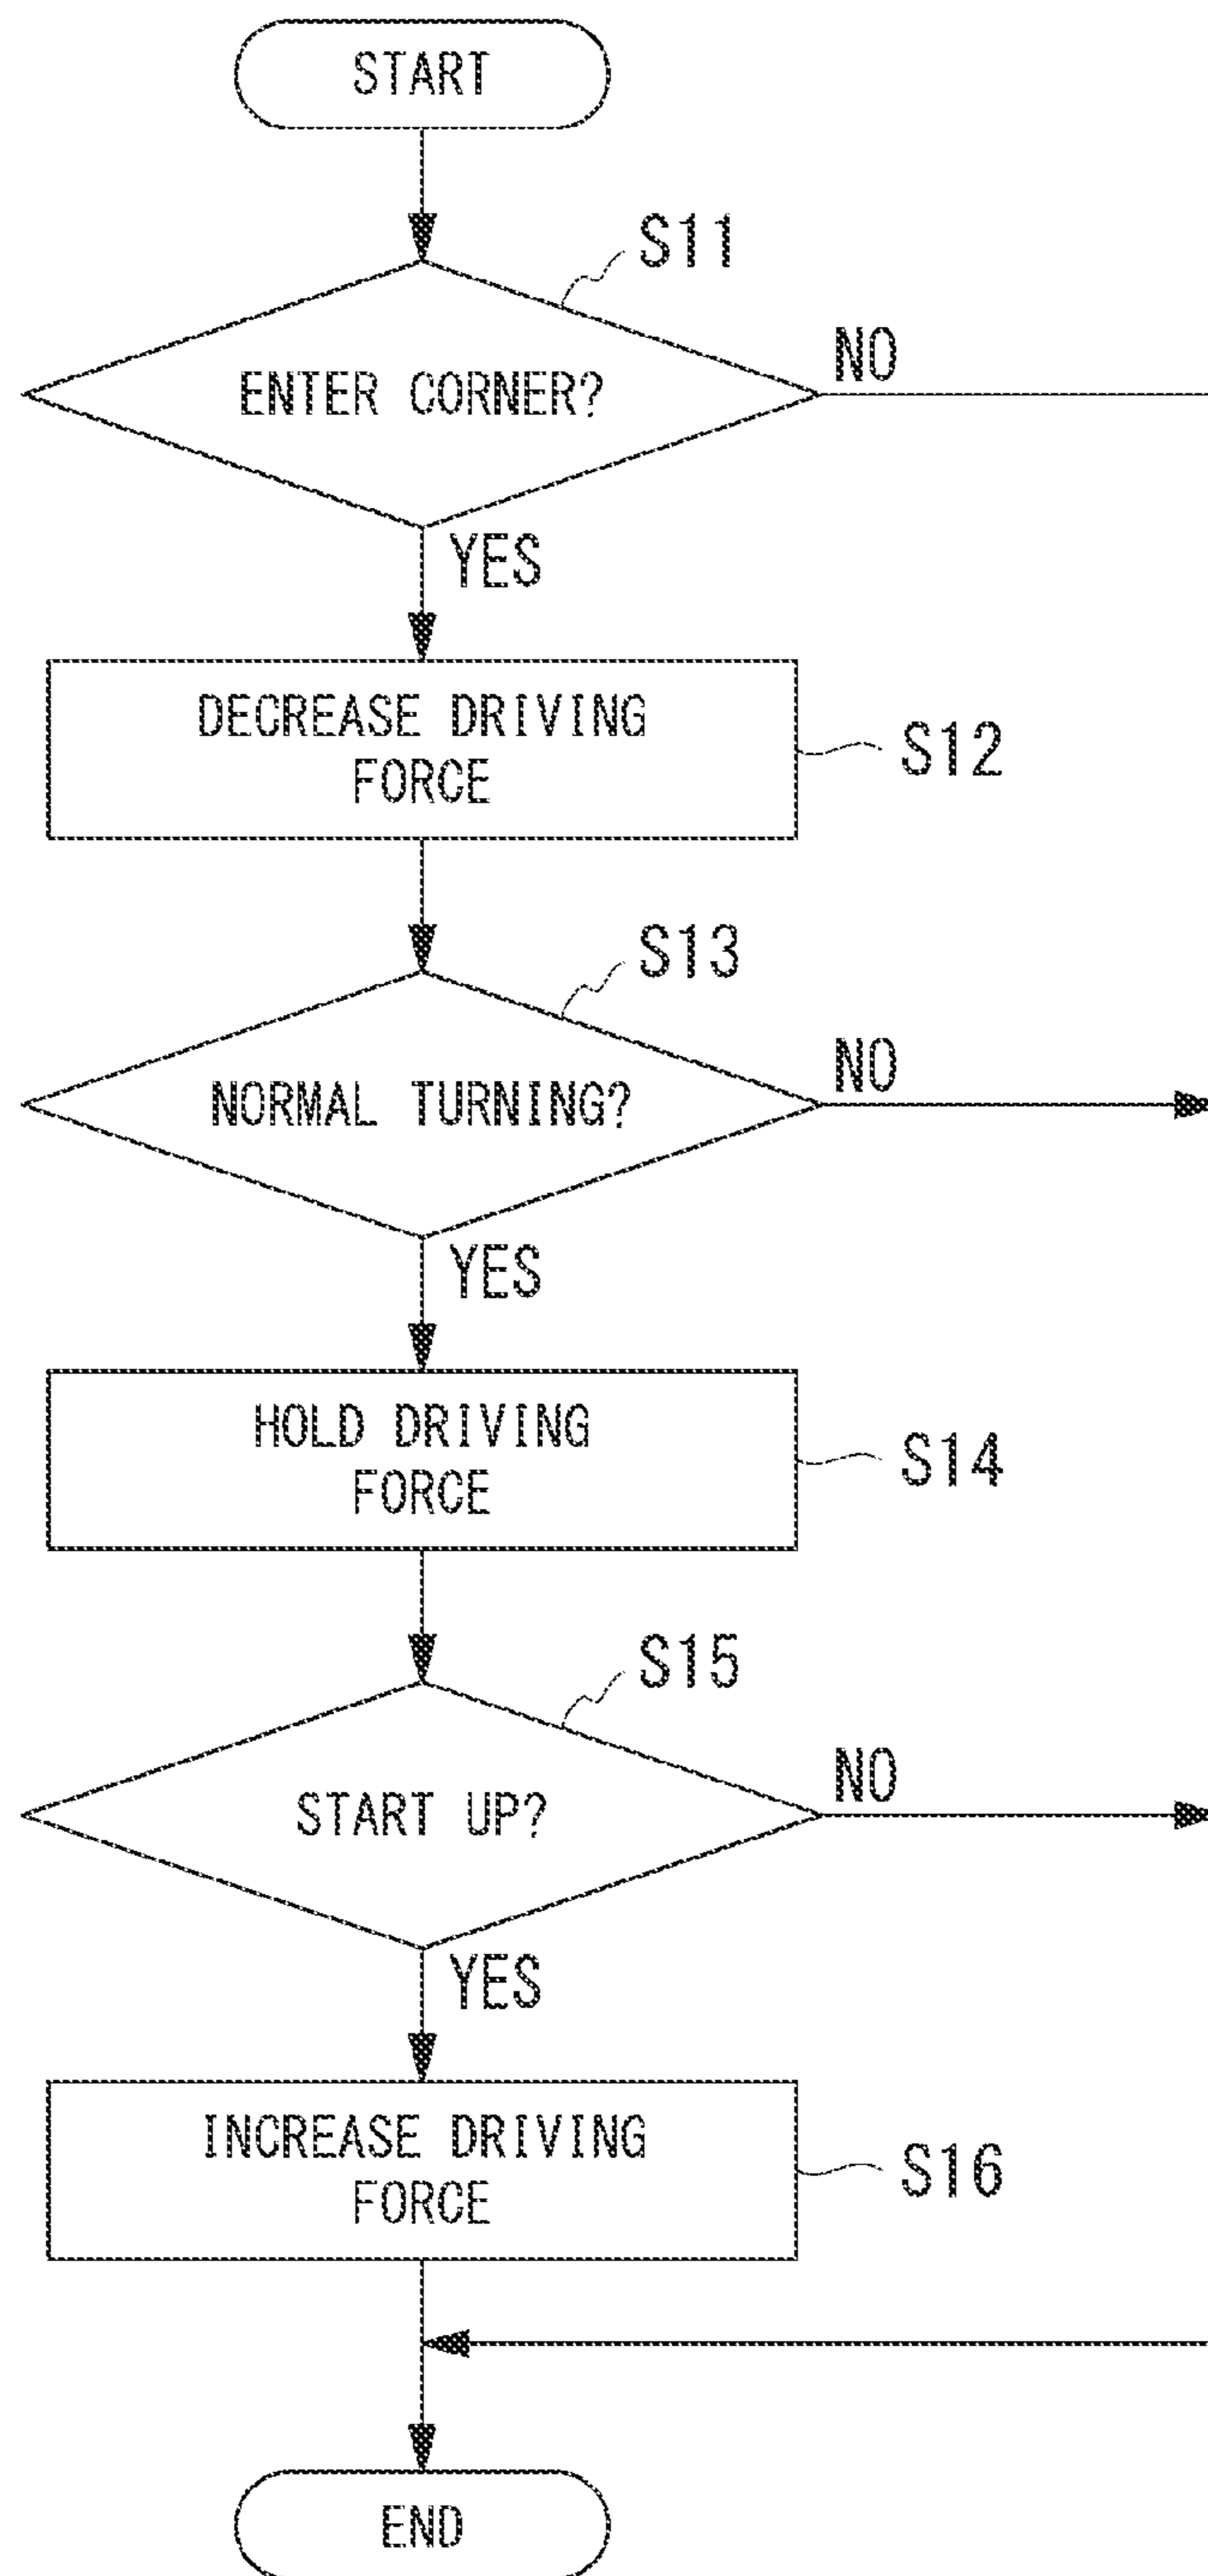 START
S11
ENTER CORNER?
NO
YES
DECREASE DRIVING
FORCE
S12
S13
NORMAL TURNING?
NO
YES
HOLD DRIVING
FORCE
S14
S15
START UP?
NO
YES
INCREASE DRIVING
FORCE
S16
END